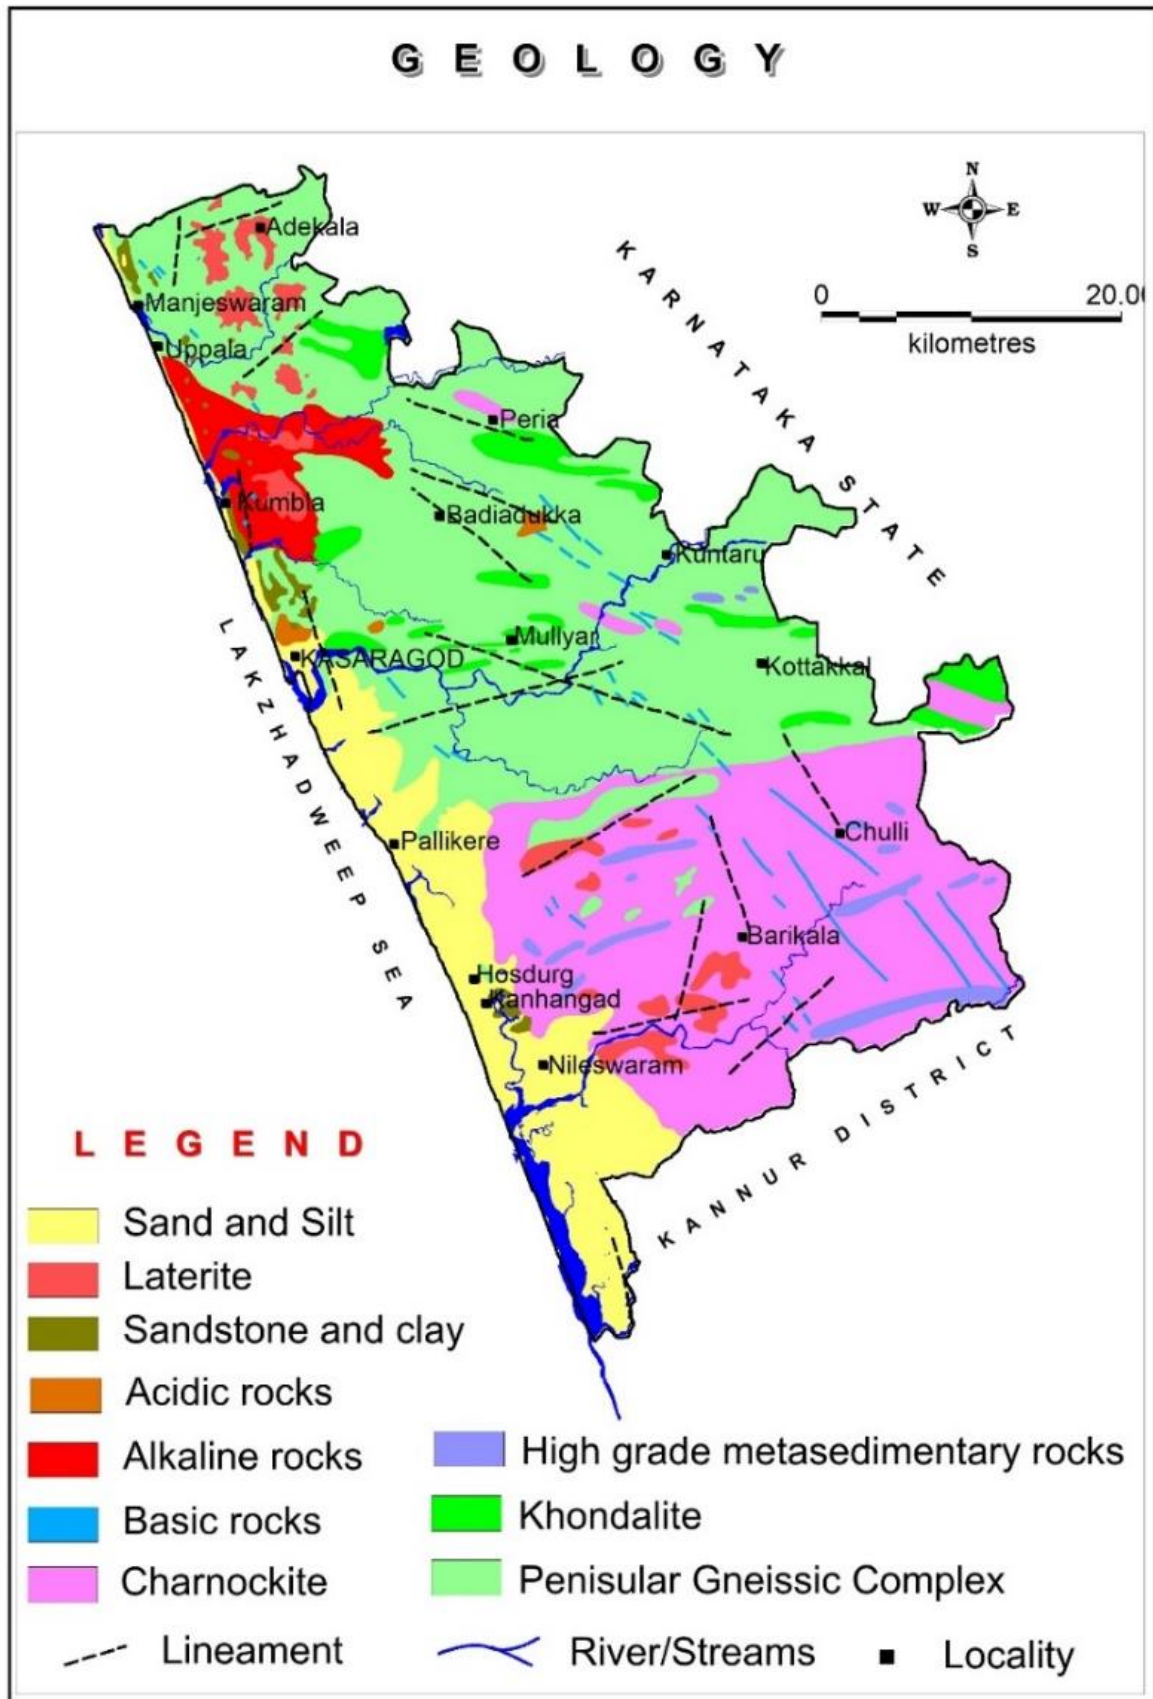 GEOLOGY
N
W E
S
0 20.0
kilometres
KARNATAKA STATE
Adekala
Manjeswaram
Uppala
Peria
Kumbla
Badiadukka
Kuntaru
Mullyar
KASARAGOD
Kottakkal
LAKZHADWEEP SEA
Chulli
Pallikere
Barikala
Hosdurg
Kanhangad
Nileswaram
KANNUR DISTRICT
LEGEND
Sand and Silt
Laterite
Sandstone and clay
Acidic rocks
Alkaline rocks
Basic rocks
Charnockite
High grade metasedimentary rocks
Khondalite
Penisular Gneissic Complex
Lineament
River/Streams
Locality